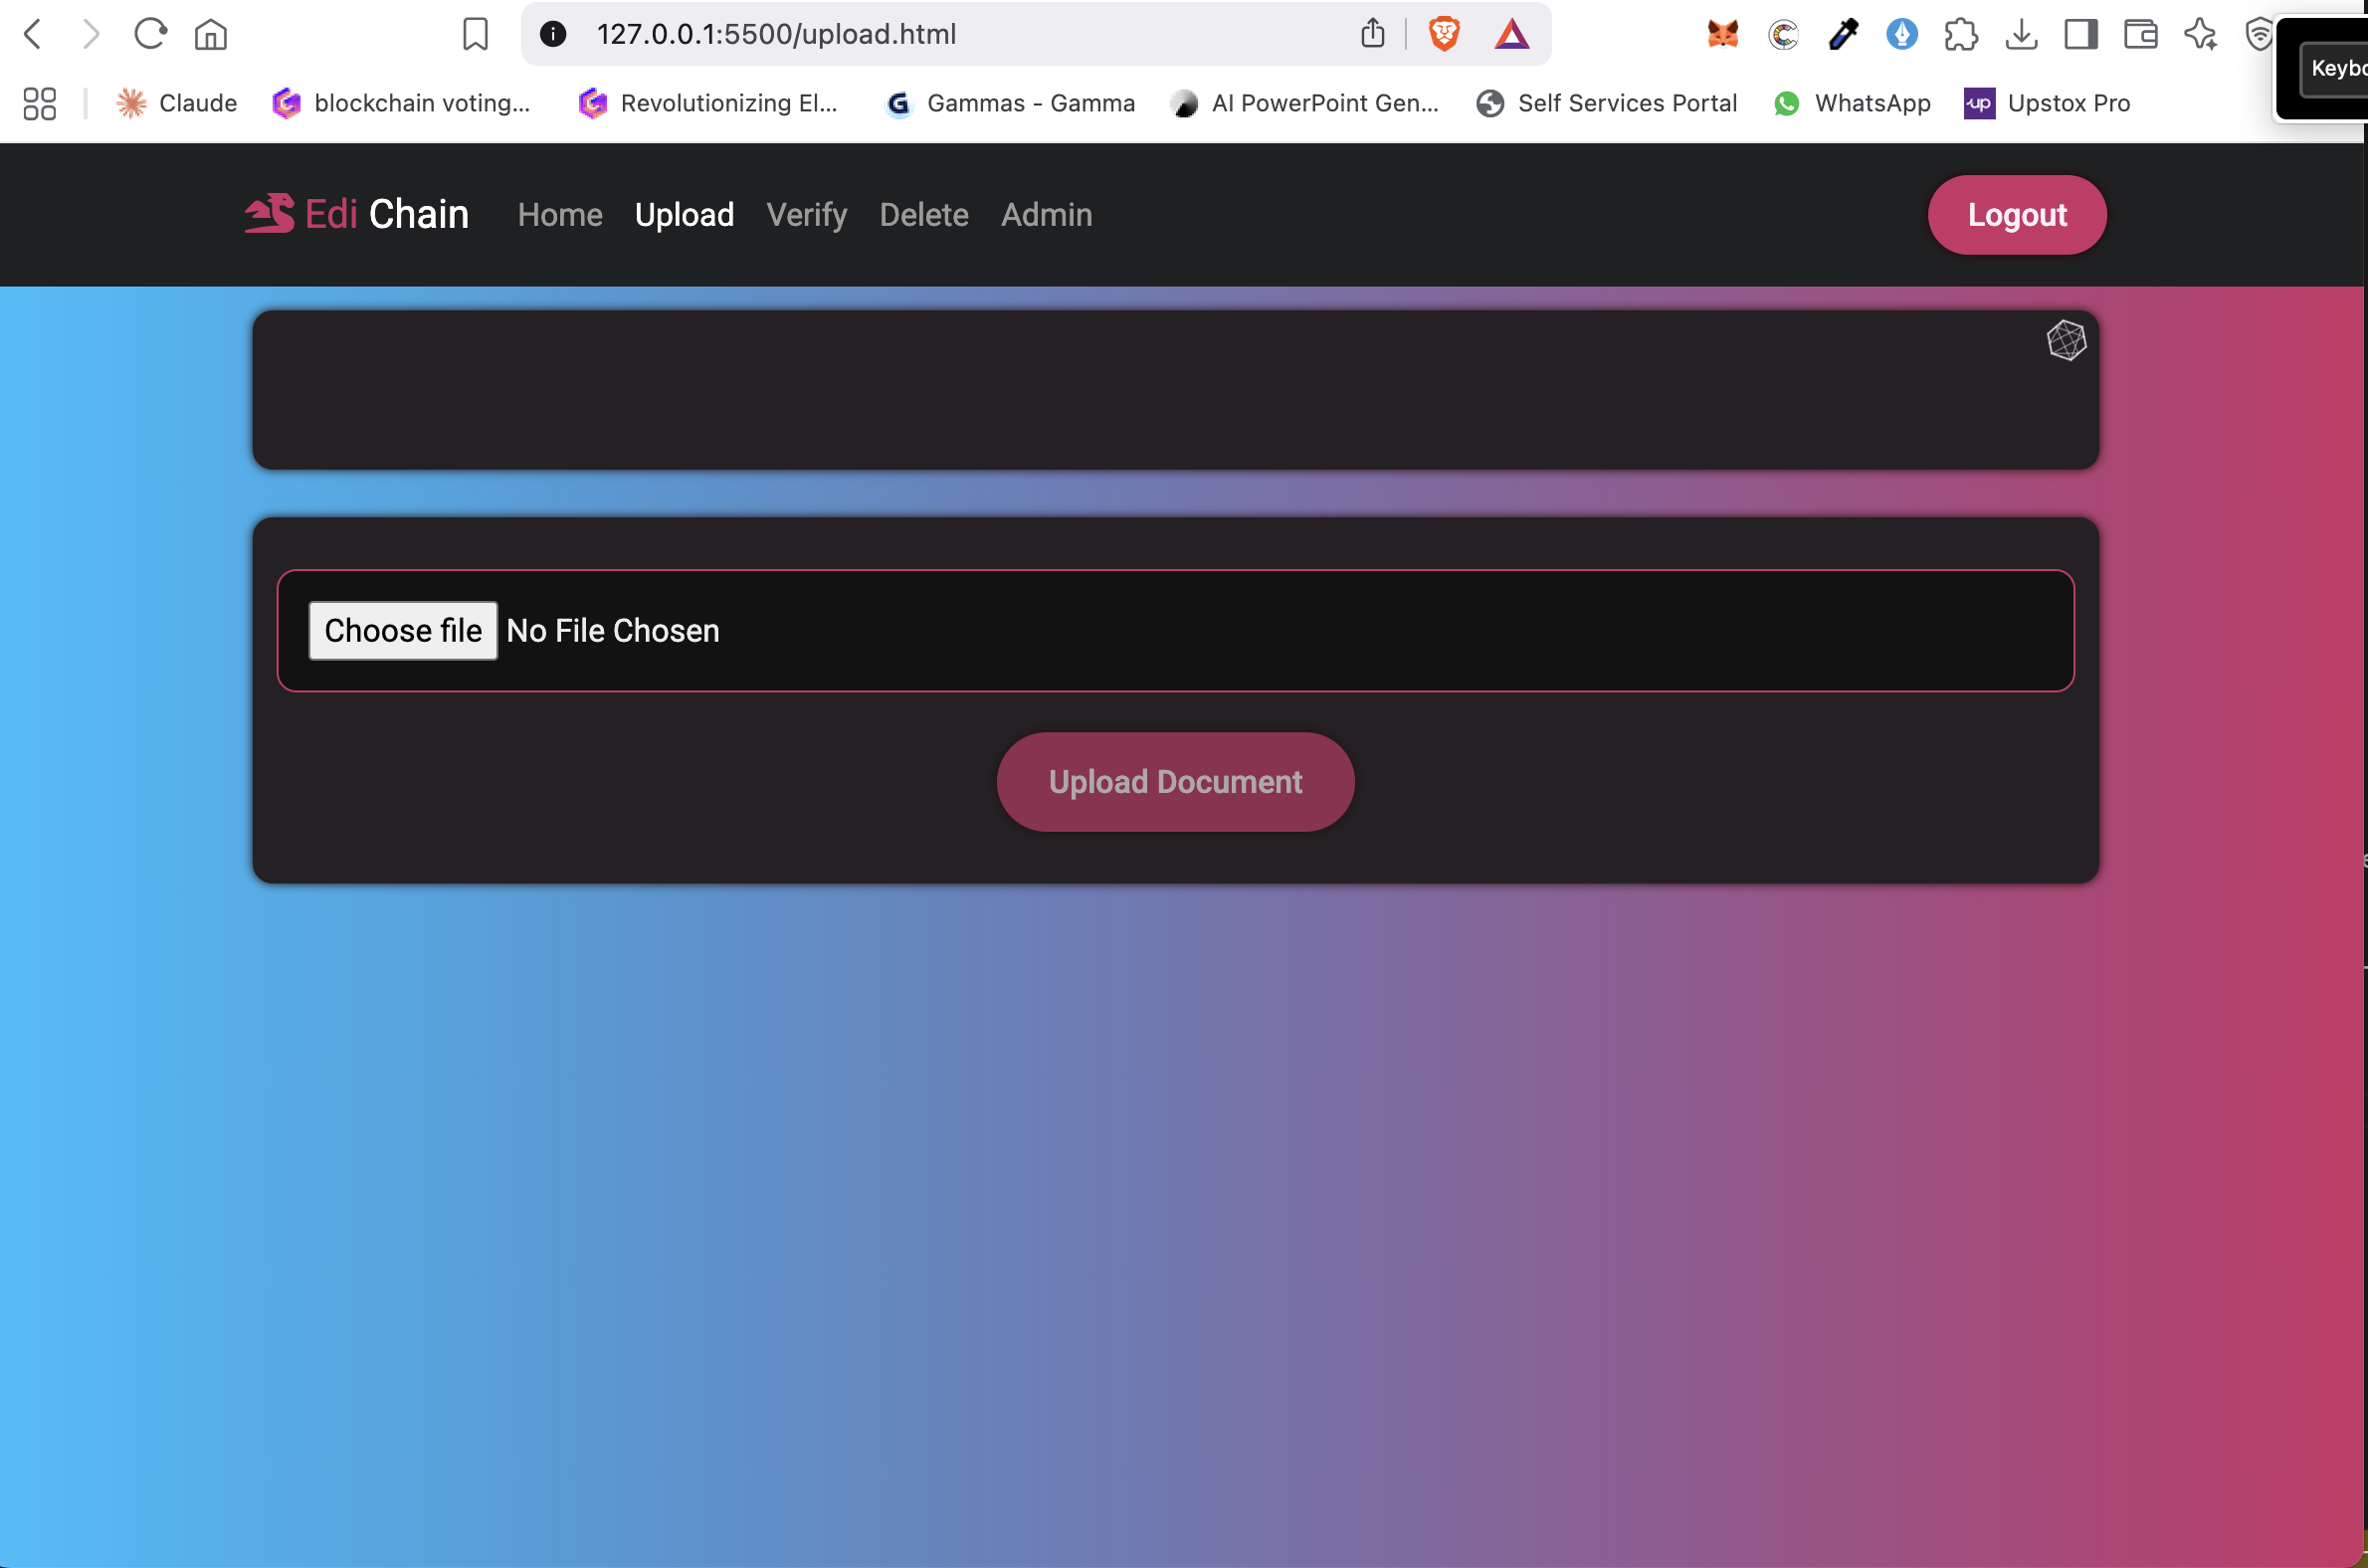 127.0.0.1:5500/upload.html
Claude blockchain voting... Revolutionizing El... Gammas - Gamma AI PowerPoint Gen... Self Services Portal WhatsApp Upstox Pro
Edi Chain Home Upload Verify Delete Admin Logout
Choose file No File Chosen
Upload Document